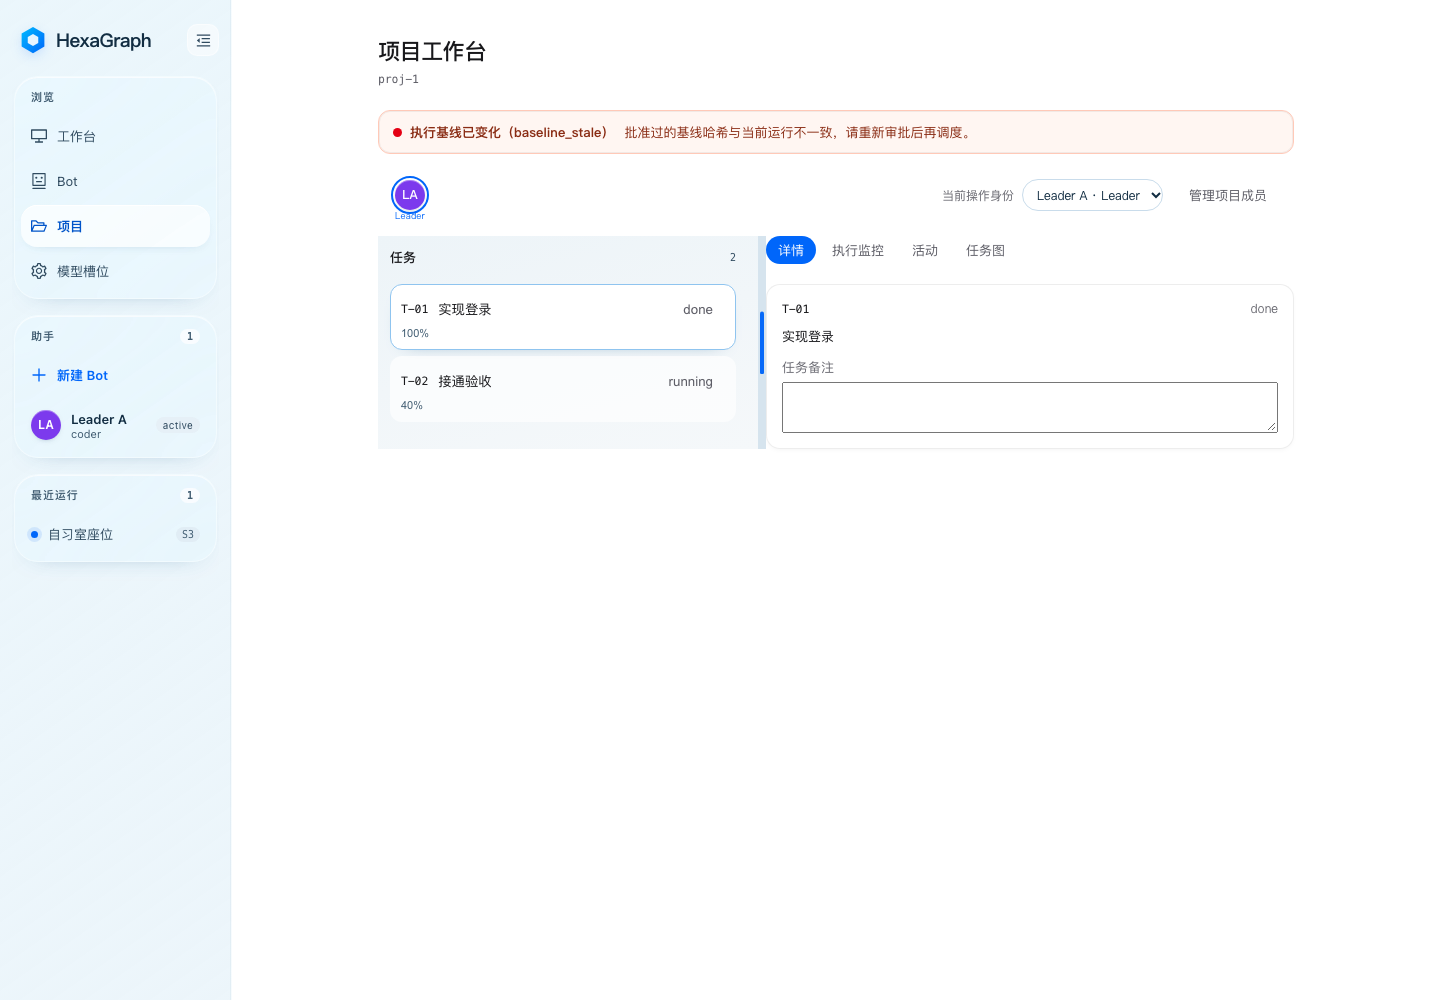 HexaGraph
浏览
工作台
Bot
项目
模型槽位
助手 1
新建 Bot
LA Leader A active
coder
最近运行 1
自习室座位 S3
项目工作台
proj-1
执行基线已变化（baseline_stale） 批准过的基线哈希与当前运行不一致，请重新审批后再调度。
LA
Leader
当前操作身份 Leader A · Leader 管理项目成员
任务 2
T-01 实现登录 done
100%
T-02 接通验收 running
40%
详情 执行监控 活动 任务图
T-01 done
实现登录
任务备注